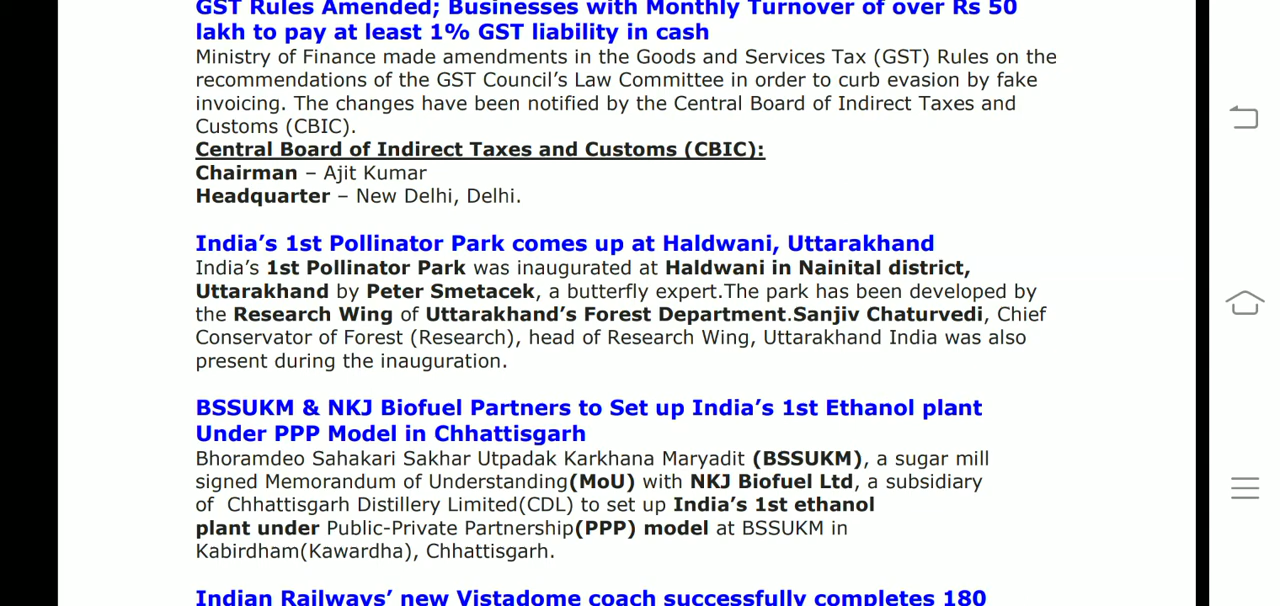 GST Rules Amended; Businesses with Monthly Turnover of over Rs 50
lakh to pay at least 1% GST liability in cash
Ministry of Finance made amendments in the Goods and Services Tax (GST) Rules on the
recommendations of the GST Council’s Law Committee in order to curb evasion by fake
invoicing. The changes have been notified by the Central Board of Indirect Taxes and
Customs (CBIC).
Central Board of Indirect Taxes and Customs (CBIC):
Chairman – Ajit Kumar
Headquarter – New Delhi, Delhi.
India’s 1st Pollinator Park comes up at Haldwani, Uttarakhand
India’s 1st Pollinator Park was inaugurated at Haldwani in Nainital district,
Uttarakhand by Peter Smetacek, a butterfly expert.The park has been developed by
the Research Wing of Uttarakhand’s Forest Department.Sanjiv Chaturvedi, Chief
Conservator of Forest (Research), head of Research Wing, Uttarakhand India was also
present during the inauguration.
BSSUKM & NKJ Biofuel Partners to Set up India’s 1st Ethanol plant
Under PPP Model in Chhattisgarh
Bhoramdeo Sahakari Sakhar Utpadak Karkhana Maryadit (BSSUKM), a sugar mill
signed Memorandum of Understanding(MoU) with NKJ Biofuel Ltd, a subsidiary
of Chhattisgarh Distillery Limited(CDL) to set up India’s 1st ethanol
plant under Public-Private Partnership(PPP) model at BSSUKM in
Kabirdham(Kawardha), Chhattisgarh.
Indian Railways’ new Vistadome coach successfully completes 180